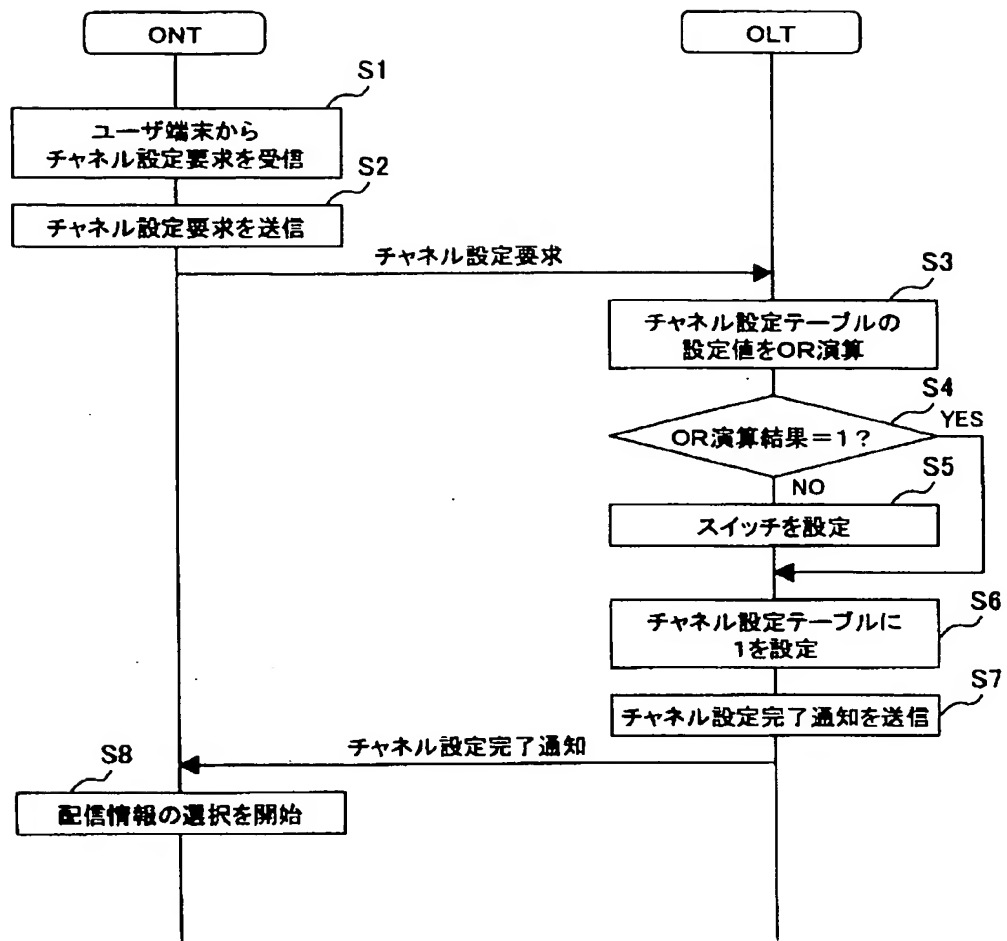 ONT
OLT
S1
ユーザ端末から
チャネル設定要求を受信
S2
チャネル設定要求を送信
チャネル設定要求
S3
チャネル設定テーブルの
設定値をOR演算
S4
OR演算結果=1?
YES
NO
S5
スイッチを設定
S6
チャネル設定テーブルに
1を設定
S7
チャネル設定完了通知を送信
チャネル設定完了通知
S8
配信情報の選択を開始